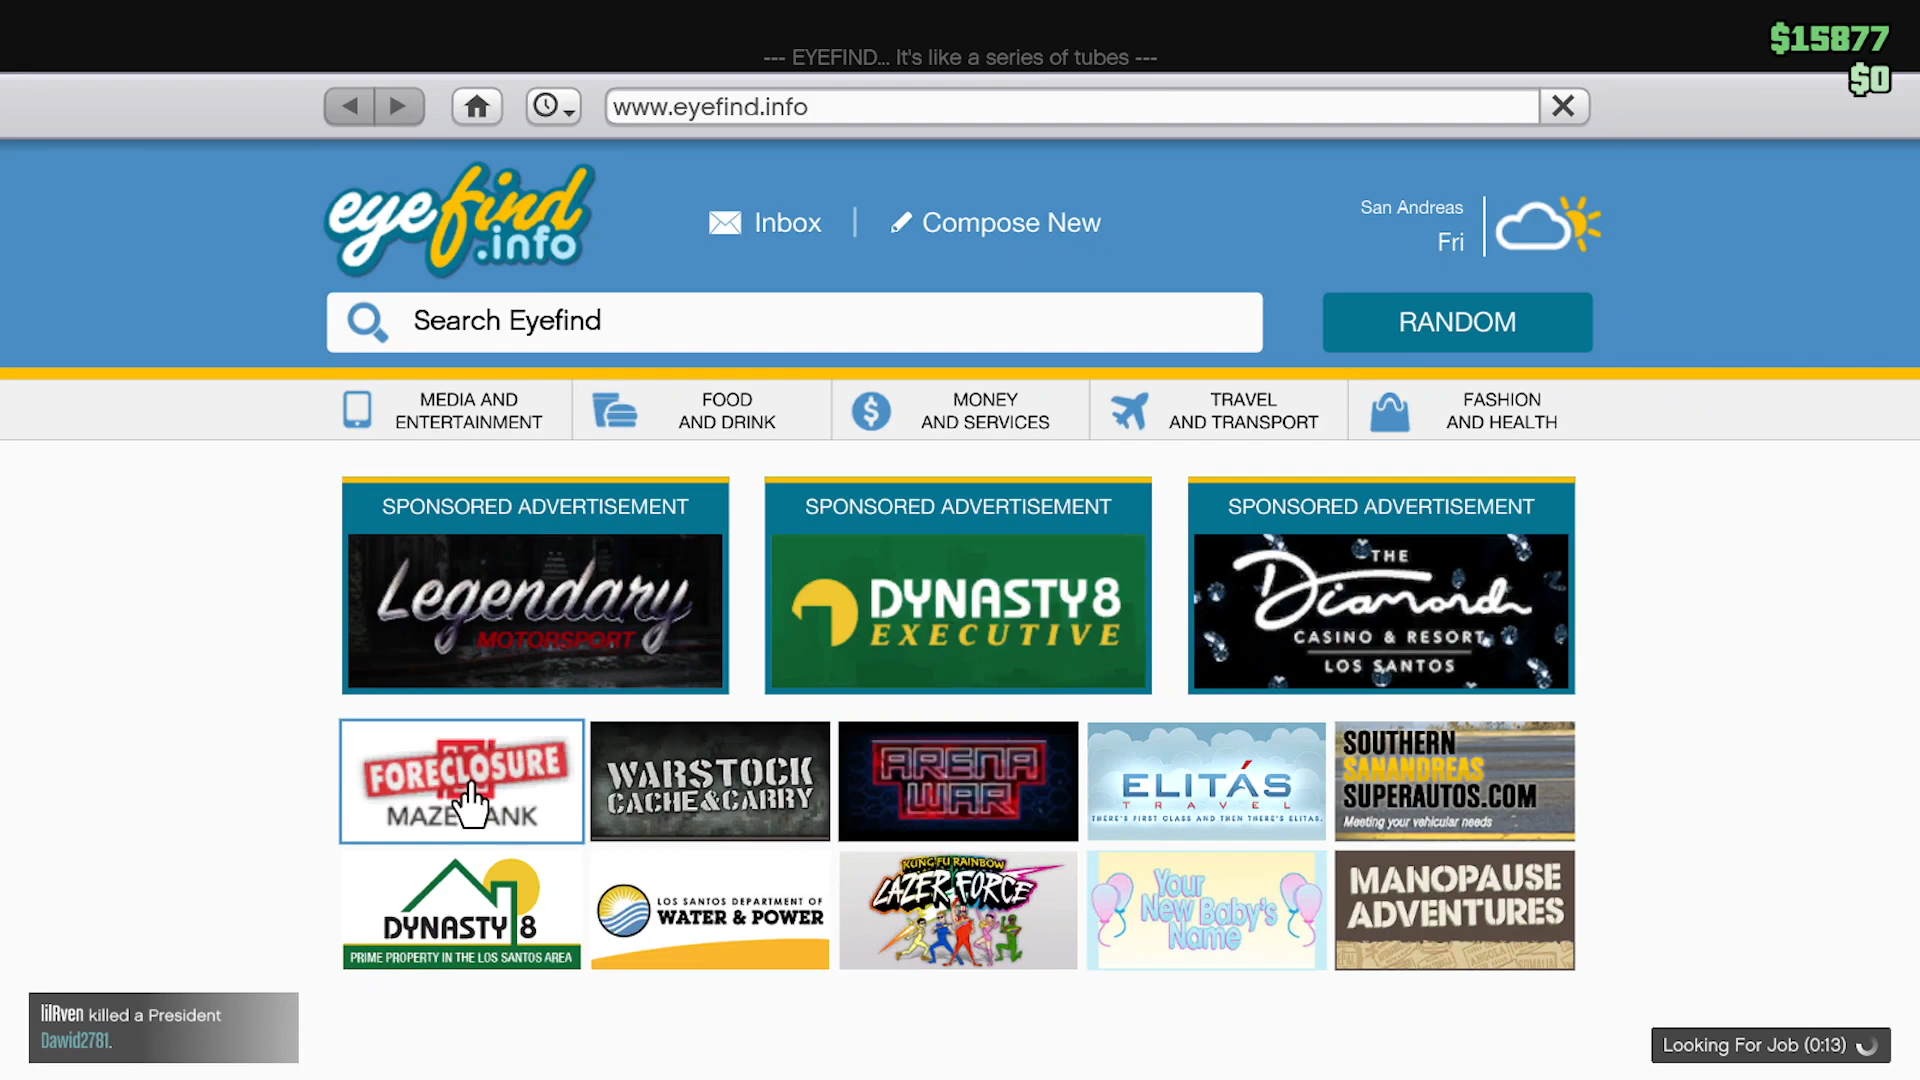 $15877
$0
--- EYEFIND... It's like a series of tubes ---
www.eyefind.info
eyefind
.info
Inbox
Compose New
San Andreas
Fri
Search Eyefind
RANDOM
MEDIA AND
ENTERTAINMENT
FOOD
AND DRINK
MONEY
AND SERVICES
TRAVEL
AND TRANSPORT
FASHION
AND HEALTH
SPONSORED ADVERTISEMENT
Legendary
MOTORSPORT
SPONSORED ADVERTISEMENT
DYNASTY8
EXECUTIVE
SPONSORED ADVERTISEMENT
THE
Diamond
CASINO & RESORT
LOS SANTOS
FORECLOSURE
WARSTOCK
CACHE&CARRY
ARENA
WAR
ELITÁS
TRAVEL
THERE'S FIRST CLASS AND THEN THERE'S ELITAS.
SOUTHERN
SANANDREAS
SUPERAUTOS.COM
Meeting your vehicular needs
DYNASTY 8
PRIME PROPERTY IN THE LOS SANTOS AREA
LOS SANTOS DEPARTMENT OF
WATER & POWER
KUNG FU RAINBOW
LAZER FORCE
Your
New Baby's
Name
MANOPAUSE
ADVENTURES
lilRven killed a President
Dawid2781.
Looking For Job (0:13)